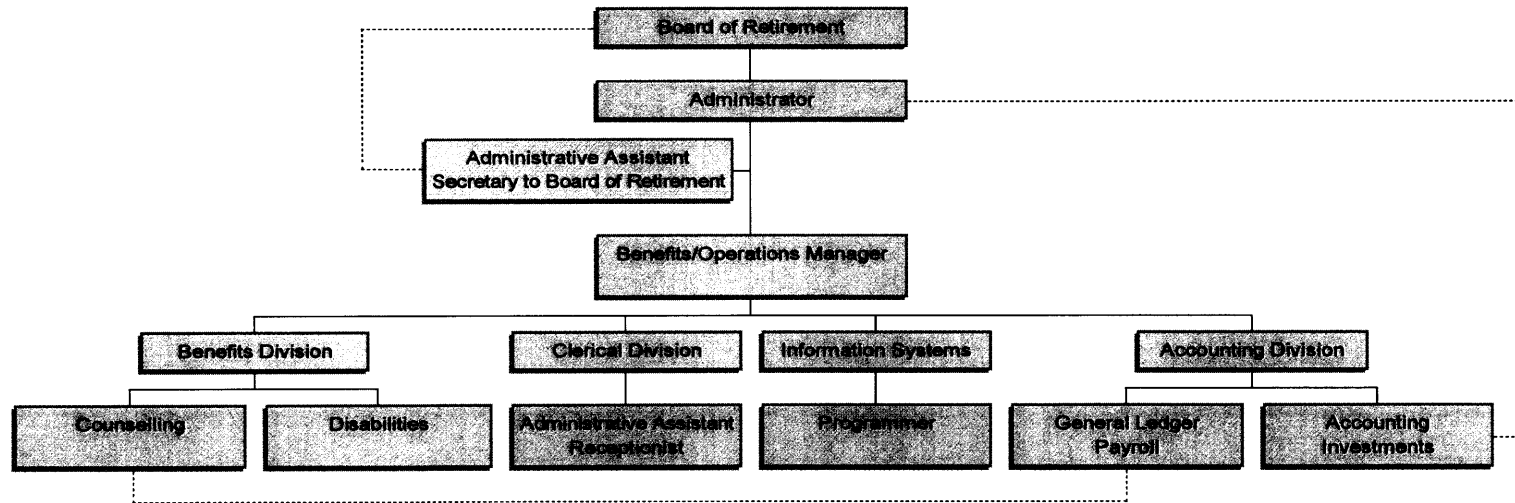 Board of Retirement
Administrator
Administrative Assistant
Secretary to Board of Retirement
Benefits/Operations Manager
Benefits Division
Clerical Division
Information Systems
Accounting Division
Counselling
Disabilities
Administrative Assistant
Receptionist
Programmer
General Ledger
Payroll
Accounting
Investments